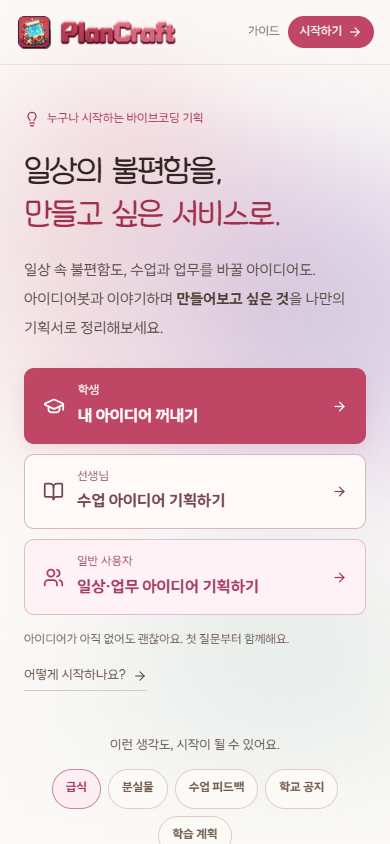 PlanCraft
가이드
시작하기
누구나 시작하는 바이브코딩 기획
일상의 불편함을,
만들고 싶은 서비스로.
일상 속 불편함도, 수업과 업무를 바꿀 아이디어도.
아이디어봇과 이야기하며 만들어보고 싶은 것을 나만의
기획서로 정리해보세요.
학생
내 아이디어 꺼내기
선생님
수업 아이디어 기획하기
일반 사용자
일상·업무 아이디어 기획하기
아이디어가 아직 없어도 괜찮아요. 첫 질문부터 함께해요.
어떻게 시작하나요?
이런 생각도, 시작이 될 수 있어요.
급식
분실물
수업 피드백
학교 공지
학습 계획